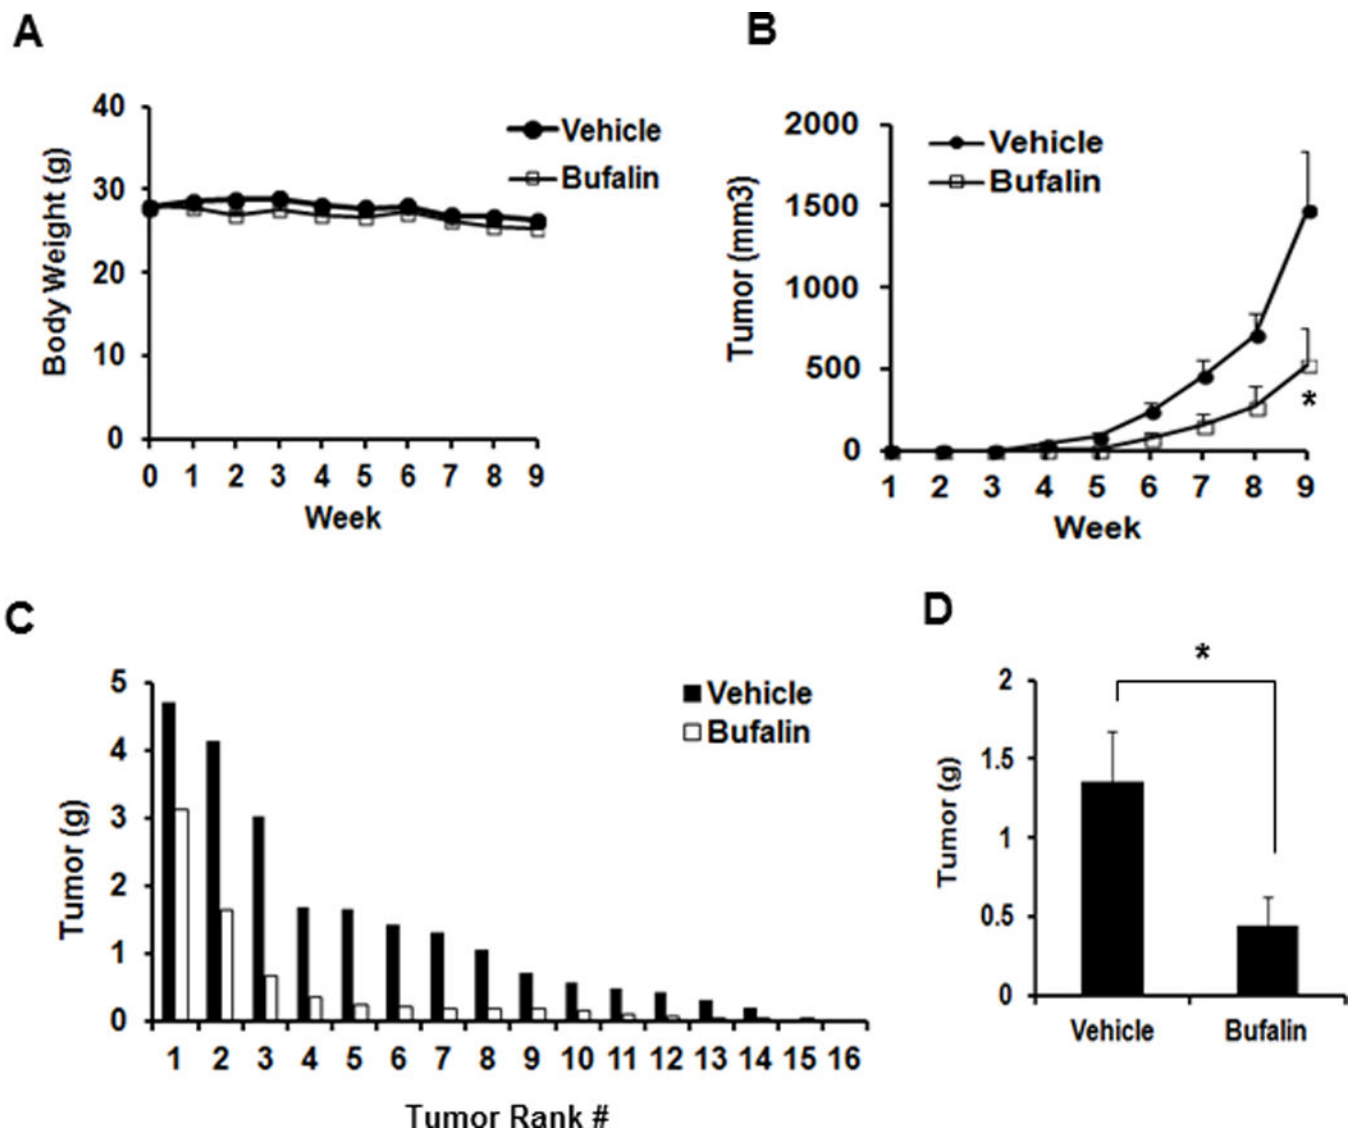 A
Body Weight (g)
40
30
20
10
0
0 1 2 3 4 5 6 7 8 9
Week
Vehicle
Bufalin
B
Tumor (mm3)
2000
1500
1000
500
0
1 2 3 4 5 6 7 8 9
Week
Vehicle
Bufalin
*
C
Tumor (g)
5
4
3
2
1
0
1 2 3 4 5 6 7 8 9 10 11 12 13 14 15 16
Tumor Rank #
Vehicle
Bufalin
D
Tumor (g)
2
1.5
1
0.5
0
*
Vehicle Bufalin